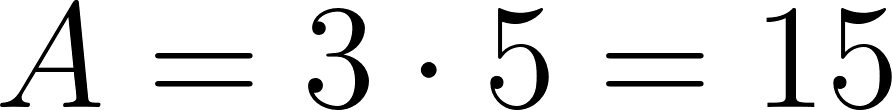 A = 3 · 5 = 15